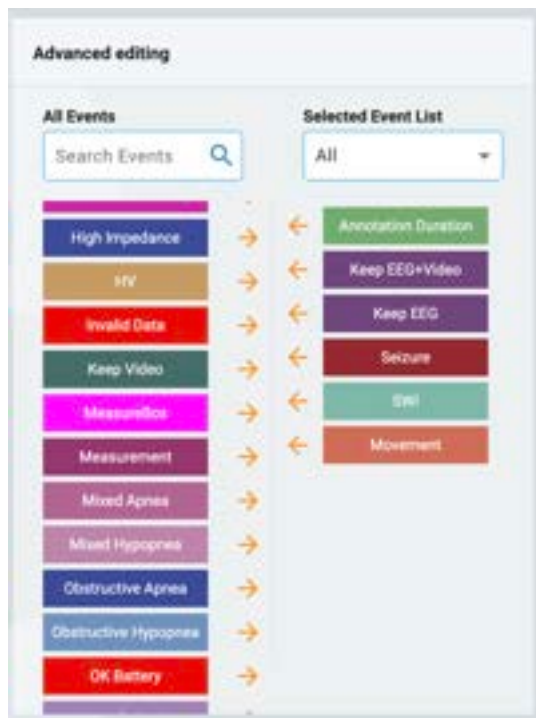 Advanced editing
All Events
Search Events
High Impedance
HV
Invalid Data
Keep Video
MeasureBox
Measurement
Mixed Apnea
Mixed Hypopnea
Obstructive Apnea
Obstructive Hypopnea
OK Battery
Selected Event List
All
Annotation Duration
Keep EEG+Video
Keep EEG
Seizure
SWI
Movement